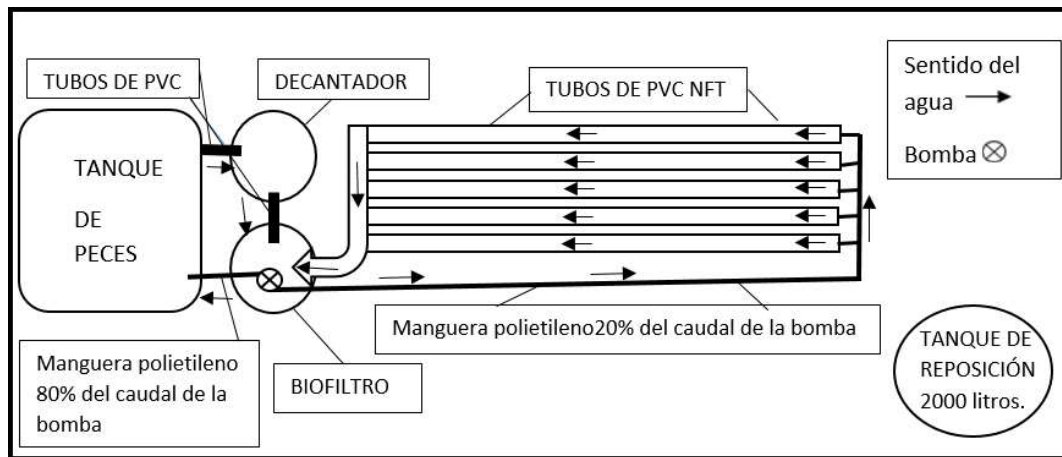 TUBOS DE PVC
DECANTADOR
TUBOS DE PVC NFT
Sentido del
agua
Bomba
TANQUE
DE
PECES
Manguera polietileno20% del caudal de la bomba
Manguera polietileno
80% del caudal de la
bomba
BIOFILTRO
TANQUE DE
REPOSICIÓN
2000 litros.